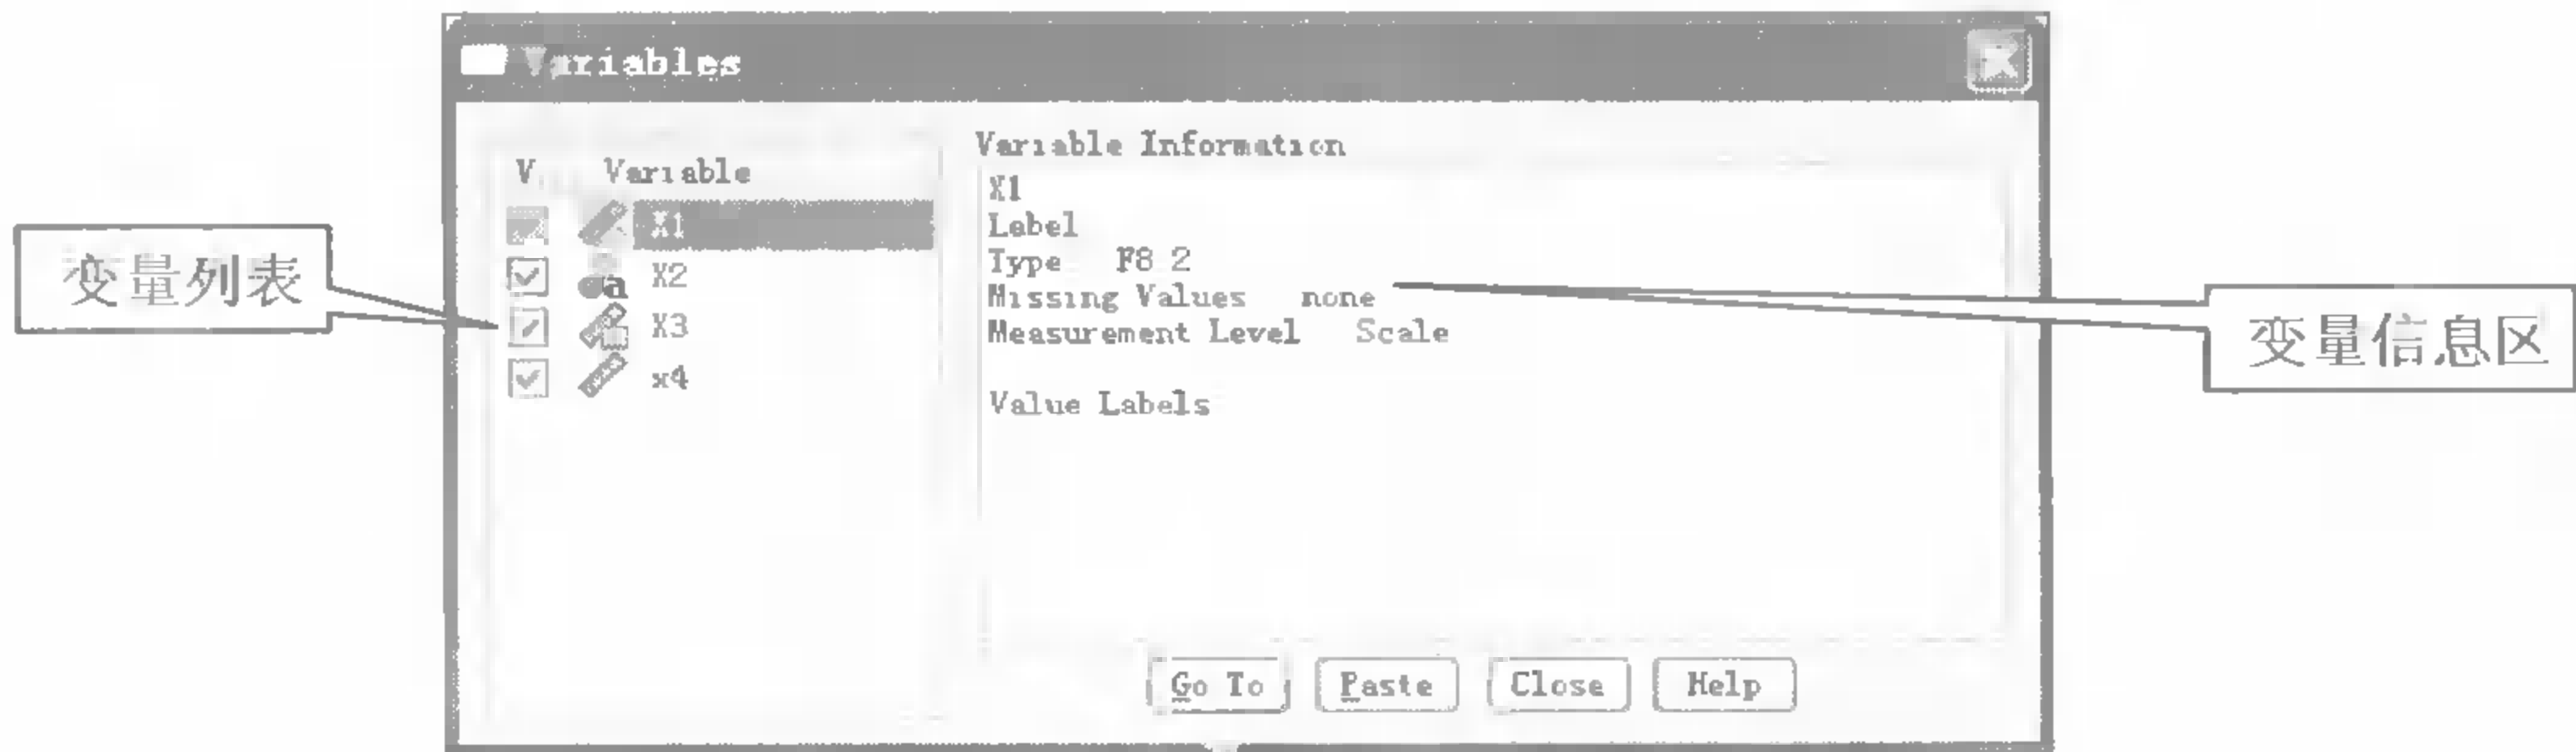 Variables
V Variable
X1
X2
X3
x4
Variable Information
X1
Label
Type F8 2
Missing Values none
Measurement Level Scale
Value Labels
Go To Paste Close Help
变量列表
变量信息区